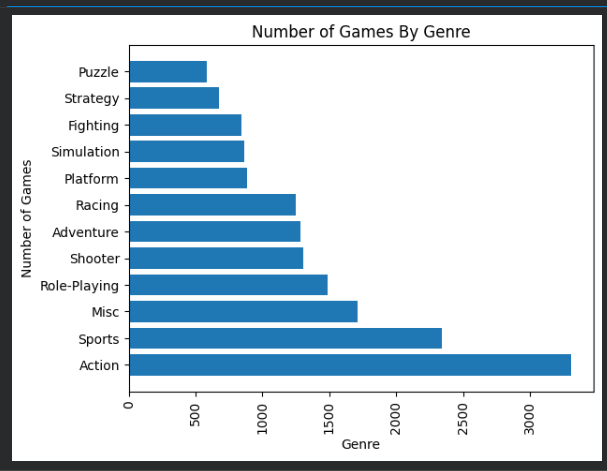 Number of Games By Genre
Number of Games
Puzzle
Strategy
Fighting
Simulation
Platform
Racing
Adventure
Shooter
Role-Playing
Misc
Sports
Action
0
500
1000
1500
2000
2500
3000
Genre